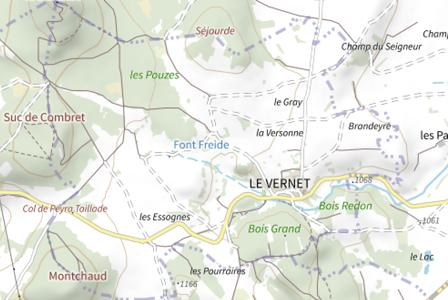 Séjourde
Champ du Seigneur
Champ
les Pouzes
le Gray
Suc de Combret
la Versonne
Brandeyre
les Pa
Font Freide
LE VERNET
1068
Col de Peyra Taillade
les Essognes
Bois Redon
1061
Bois Grand
le Lac
Montchaud
les Pourraires
1166